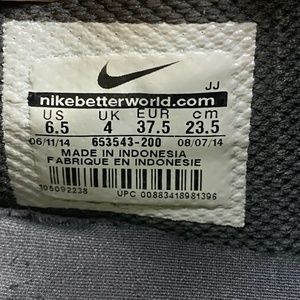 JJ
nikebetterworld.com
US UK EUR cm
6.5 4 37.5 23.5
06/11/14 653543-200 08/07/14
MADE IN INDONESIA
FABRIQUE EN INDONESIE
105092238 UPC 00883418981396